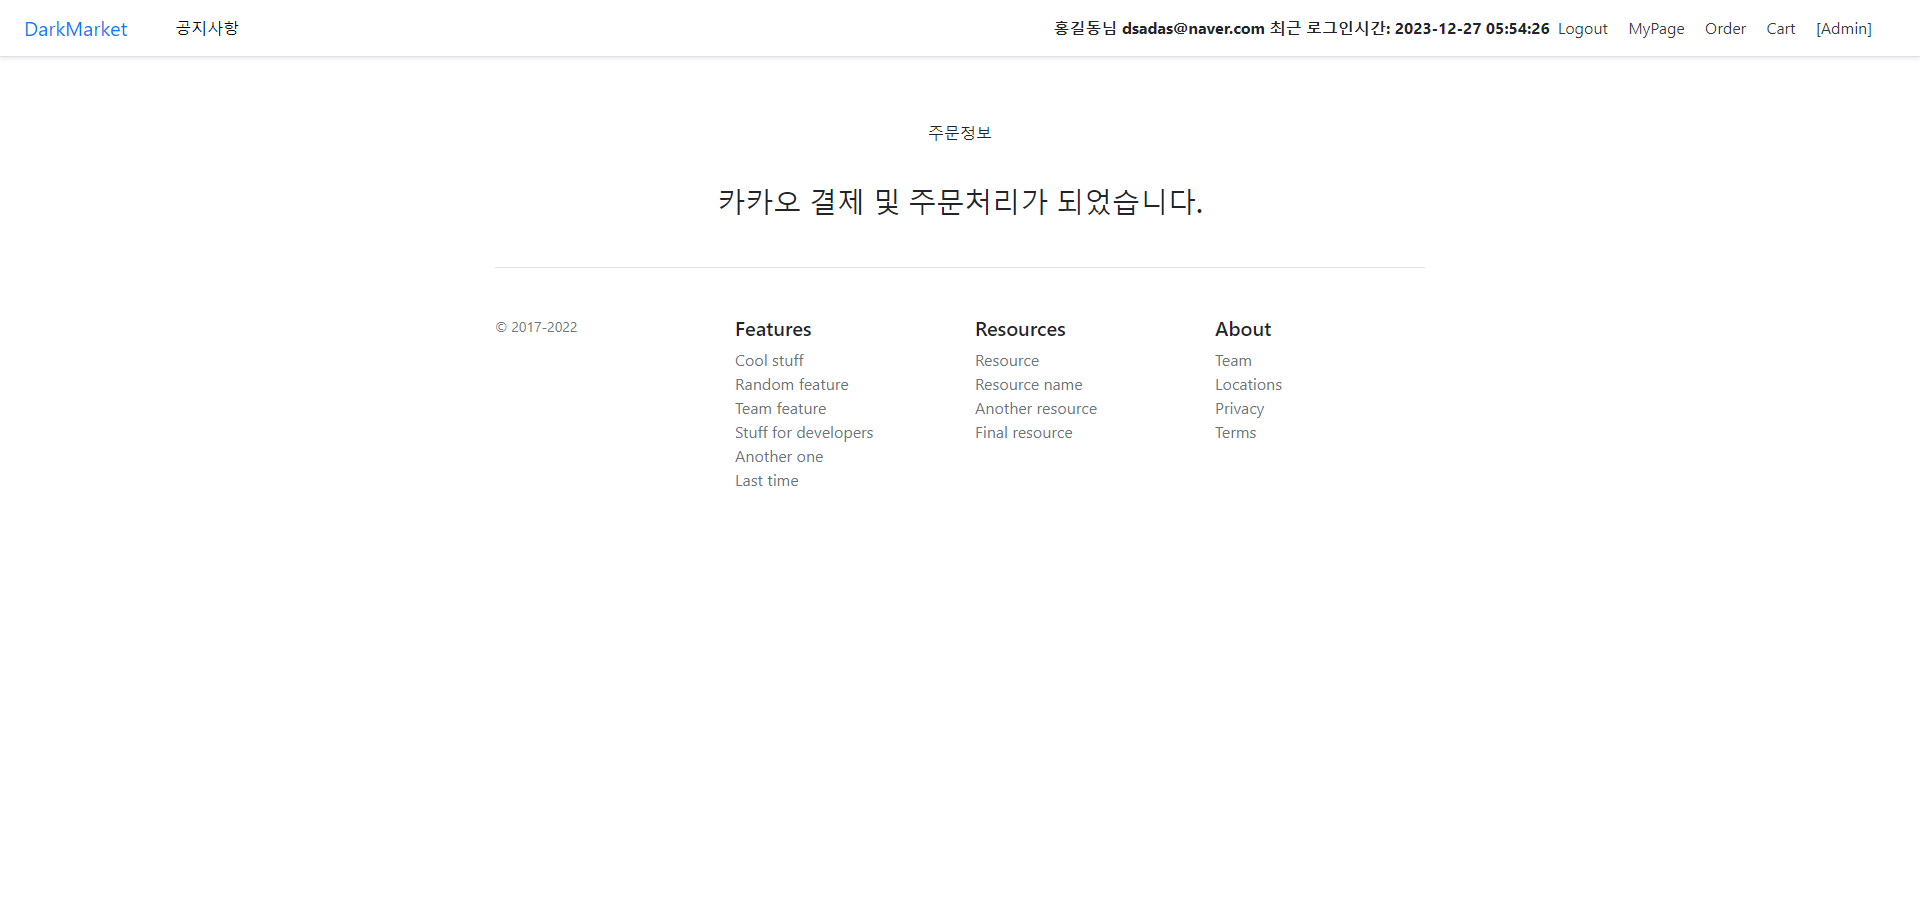 DarkMarket 공지사항 홍길동님 dsadas@naver.com 최근 로그인시간: 2023-12-27 05:54:26 Logout MyPage Order Cart [Admin]
주문정보
카카오 결제 및 주문처리가 되었습니다.
© 2017-2022
Features
Cool stuff
Random feature
Team feature
Stuff for developers
Another one
Last time
Resources
Resource
Resource name
Another resource
Final resource
About
Team
Locations
Privacy
Terms